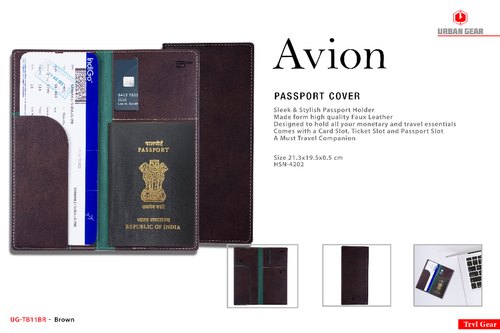 URBAN GEAR
Avion
PASSPORT COVER
Sleek & Stylish Passport Holder
Made form high quality Faux Leather
Designed to hold all your monetary and travel essentials
Comes with a Card Slot, Ticket Slot and Passport Slot
A Must Travel Companion
Size 21.3x19.5x0.5 cm
HSN-4202
IndiGo
पासपोर्ट
PASSPORT
भारत गणराज्य
REPUBLIC OF INDIA
UG-TB11BR - Brown
Trvl Gear